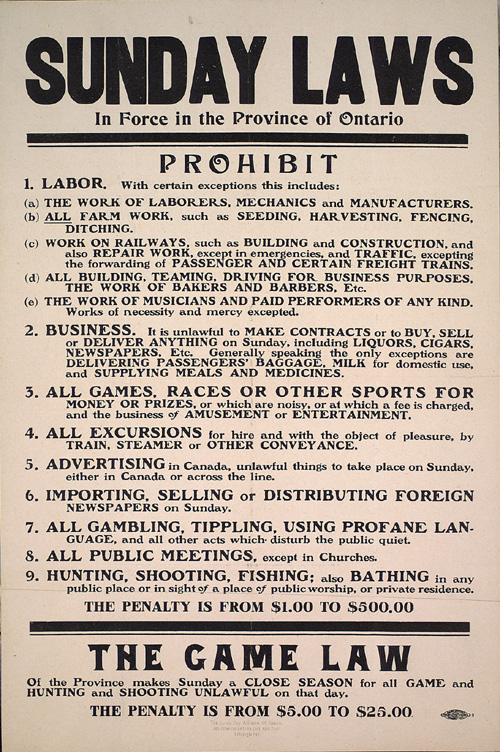 SUNDAY LAWS
In Force in the Province of Ontario
PROHIBIT
1. LABOR. With certain exceptions this includes:
(a) THE WORK OF LABORERS, MECHANICS and MANUFACTURERS.
(b) ALL FARM WORK, such as SEEDING, HARVESTING, FENCING,
DITCHING.
(c) WORK ON RAILWAYS, such as BUILDING and CONSTRUCTION, and
also REPAIR WORK, except in emergencies, and TRAFFIC, excepting
the forwarding of PASSENGER AND CERTAIN FREIGHT TRAINS.
(d) ALL BUILDING, TEAMING, DRIVING FOR BUSINESS PURPOSES,
THE WORK OF BAKERS AND BARBERS, Etc.
(e) THE WORK OF MUSICIANS AND PAID PERFORMERS OF ANY KIND.
Works of necessity and mercy excepted.
2. BUSINESS. It is unlawful to MAKE CONTRACTS or to BUY, SELL
or DELIVER ANYTHING on Sunday, including LIQUORS, CIGARS,
NEWSPAPERS, Etc. Generally speaking the only exceptions are
DELIVERING PASSENGERS' BAGGAGE, MILK for domestic use,
and SUPPLYING MEALS AND MEDICINES.
3. ALL GAMES, RACES OR OTHER SPORTS FOR
MONEY OR PRIZES, or which are noisy, or at which a fee is charged,
and the business of AMUSEMENT or ENTERTAINMENT.
4. ALL EXCURSIONS for hire and with the object of pleasure, by
TRAIN, STEAMER or OTHER CONVEYANCE.
5. ADVERTISING in Canada, unlawful things to take place on Sunday,
either in Canada or across the line.
6. IMPORTING, SELLING or DISTRIBUTING FOREIGN
NEWSPAPERS on Sunday.
7. ALL GAMBLING, TIPPLING, USING PROFANE LAN-
GUAGE, and all other acts which disturb the public quiet.
8. ALL PUBLIC MEETINGS, except in Churches.
9. HUNTING, SHOOTING, FISHING; also BATHING in any
public place or in sight of a place of public worship, or private residence.
THE PENALTY IS FROM $1.00 TO $500.00
THE GAME LAW
Of the Province makes Sunday a CLOSE SEASON for all GAME and
HUNTING and SHOOTING UNLAWFUL on that day.
THE PENALTY IS FROM $5.00 TO $25.00